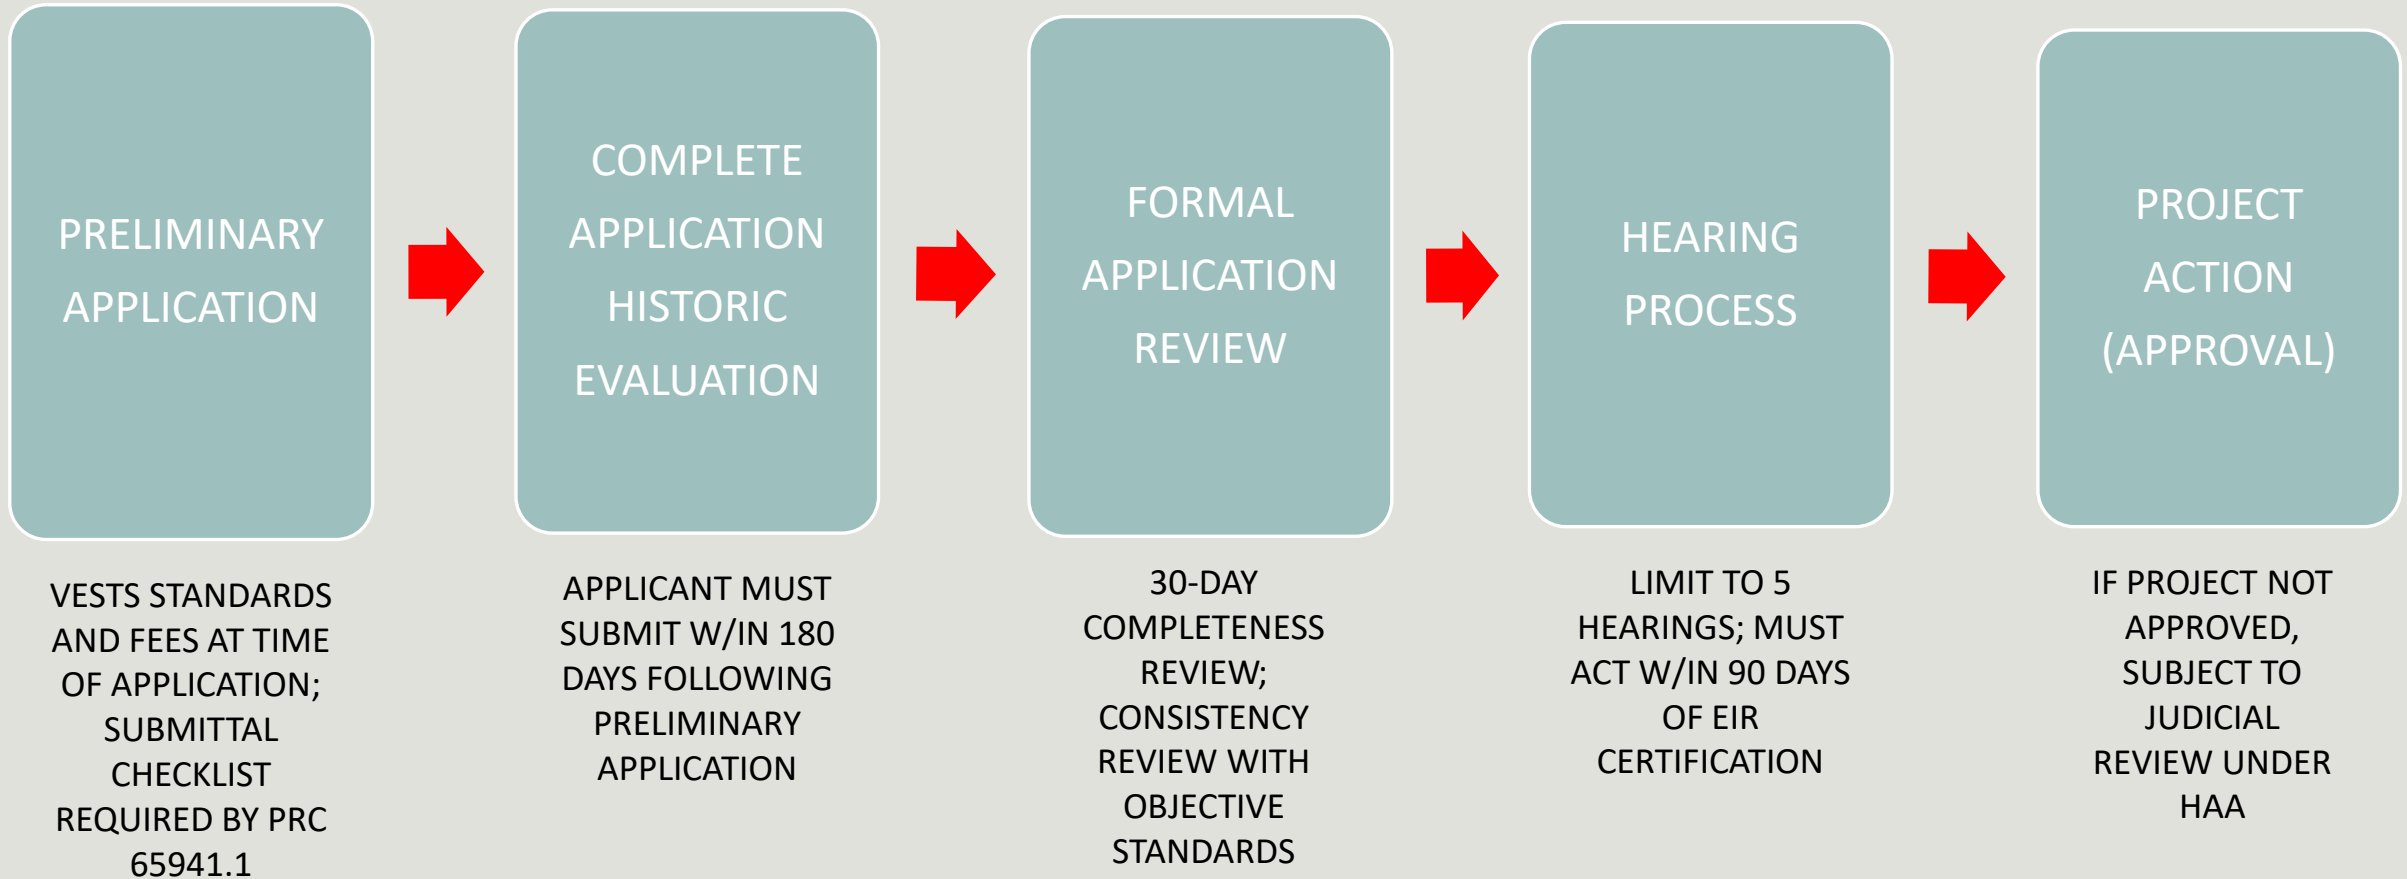 PRELIMINARY
APPLICATION
COMPLETE
APPLICATION
HISTORIC
EVALUATION
FORMAL
APPLICATION
REVIEW
HEARING
PROCESS
PROJECT
ACTION
(APPROVAL)
VESTS STANDARDS
AND FEES AT TIME
OF APPLICATION;
SUBMITTAL
CHECKLIST
REQUIRED BY PRC
65941.1
APPLICANT MUST
SUBMIT W/IN 180
DAYS FOLLOWING
PRELIMINARY
APPLICATION
30-DAY
COMPLETENESS
REVIEW;
CONSISTENCY
REVIEW WITH
OBJECTIVE
STANDARDS
LIMIT TO 5
HEARINGS; MUST
ACT W/IN 90 DAYS
OF EIR
CERTIFICATION
IF PROJECT NOT
APPROVED,
SUBJECT TO
JUDICIAL
REVIEW UNDER
HAA